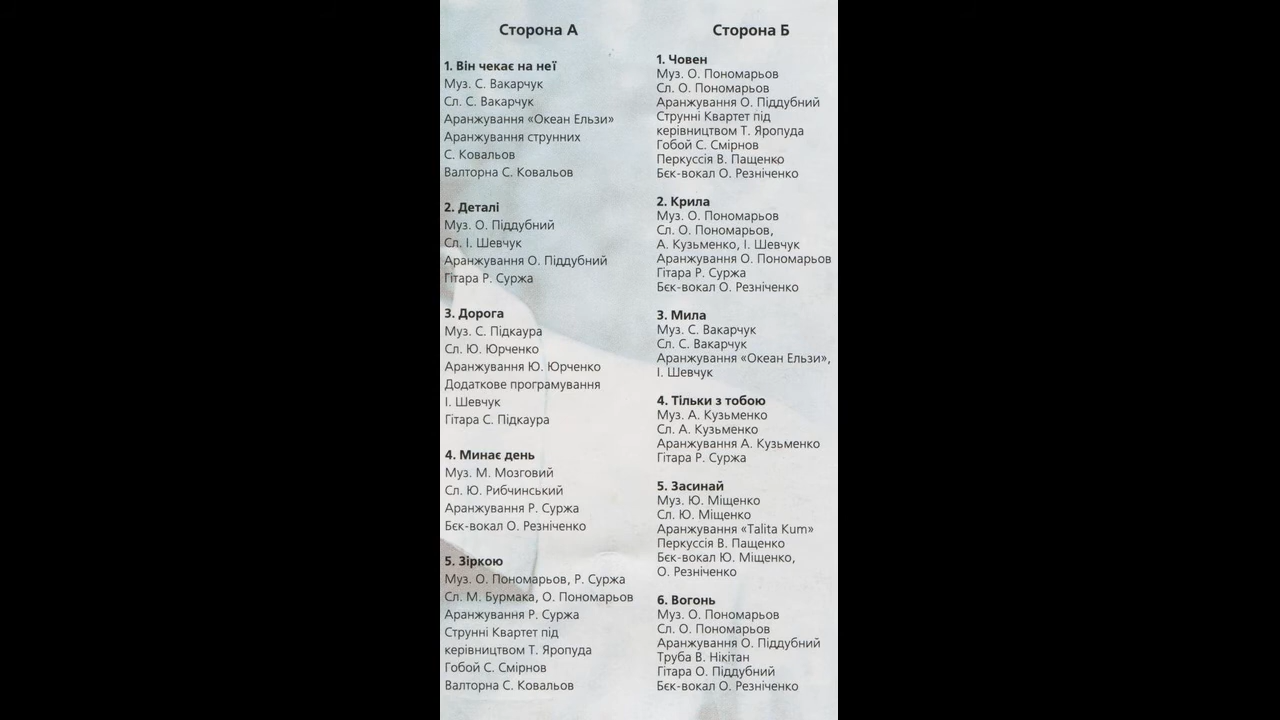 Сторона А
1. Він чекає на неї
Муз. С. Вакарчук
Сл. С. Вакарчук
Аранжування «Океан Ельзи»
Аранжування струнних
С. Ковальов
Валторна С. Ковальов
2. Деталі
Муз. О. Піддубний
Сл. І. Шевчук
Аранжування О. Піддубний
Гітара Р. Суржа
3. Дорога
Муз. С. Підкаура
Сл. Ю. Юрченко
Аранжування Ю. Юрченко
Додаткове програмування
І. Шевчук
Гітара С. Підкаура
4. Минає день
Муз. М. Мозговий
Сл. Ю. Рибчинський
Аранжування Р. Суржа
Бєк-вокал О. Резніченко
5. Зіркою
Муз. О. Пономарьов, Р. Суржа
Сл. М. Бурмака, О. Пономарьов
Аранжування Р. Суржа
Струнні Квартет під
керівництвом Т. Яропуда
Гобой С. Смірнов
Валторна С. Ковальов
Сторона Б
1. Човен
Муз. О. Пономарьов
Сл. О. Пономарьов
Аранжування О. Піддубний
Струнні Квартет під
керівництвом Т. Яропуда
Гобой С. Смірнов
Перкуссія В. Пащенко
Бєк-вокал О. Резніченко
2. Крила
Муз. О. Пономарьов
Сл. О. Пономарьов,
А. Кузьменко, І. Шевчук
Аранжування О. Пономарьов
Гітара Р. Суржа
Бєк-вокал О. Резніченко
3. Мила
Муз. С. Вакарчук
Сл. С. Вакарчук
Аранжування «Океан Ельзи»,
І. Шевчук
4. Тільки з тобою
Муз. А. Кузьменко
Сл. А. Кузьменко
Аранжування А. Кузьменко
Гітара Р. Суржа
5. Засинай
Муз. Ю. Міщенко
Сл. Ю. Міщенко
Аранжування «Talita Kum»
Перкуссія В. Пащенко
Бєк-вокал Ю. Міщенко,
О. Резніченко
6. Вогонь
Муз. О. Пономарьов
Сл. О. Пономарьов
Аранжування О. Піддубний
Труба В. Нікітан
Гітара О. Піддубний
Бєк-вокал О. Резніченко